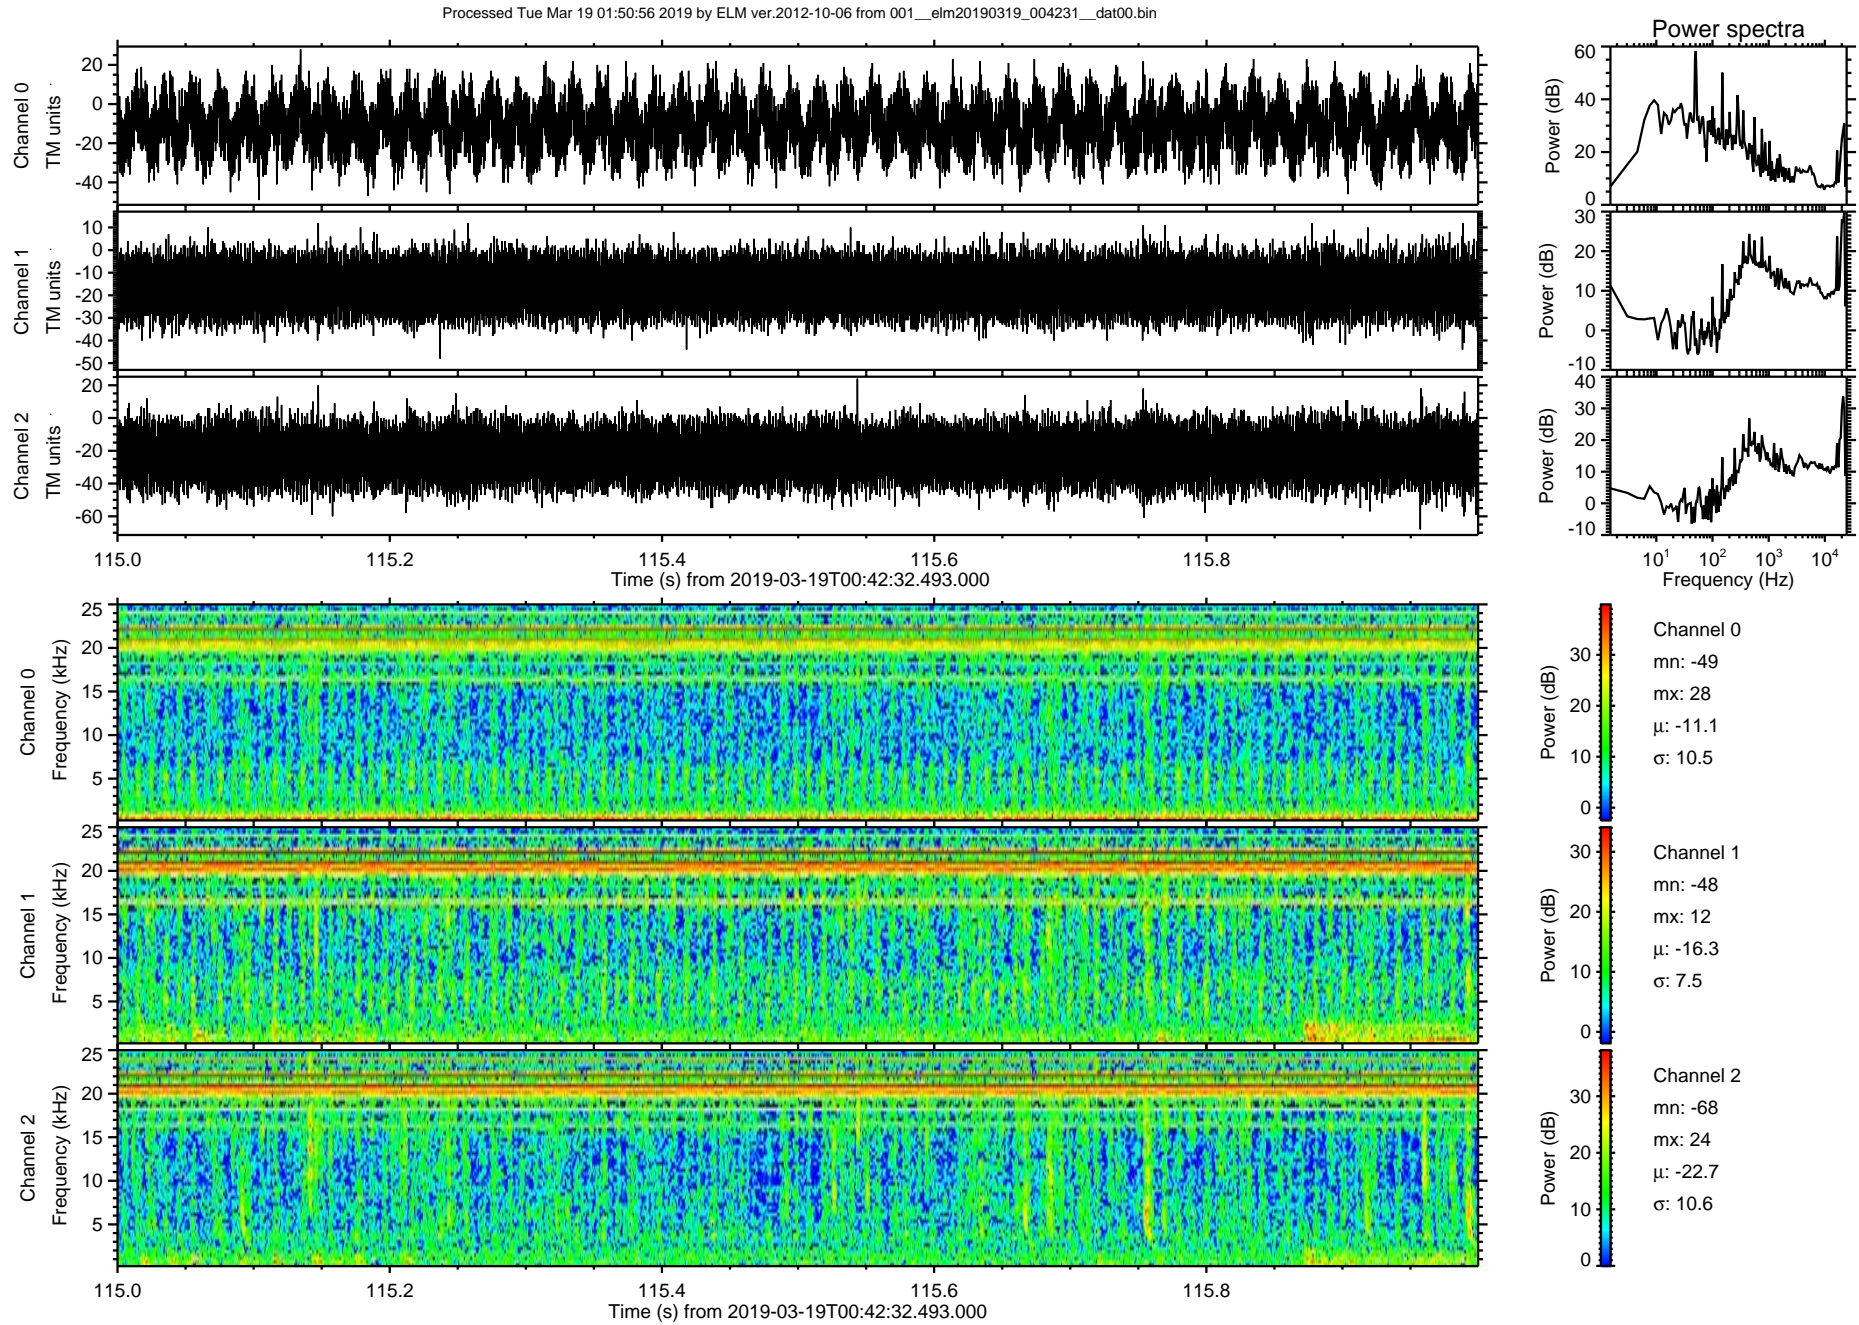 Processed Tue Mar 19 01:50:56 2019 by ELM ver.2012-10-06 from 001__elm20190319_004231__dat00.bin
Power spectra
Channel 0
TM units
20
0
-20
-40
Power (dB)
60
40
20
0
Channel 1
TM units
10
0
-10
-20
-30
-40
-50
Power (dB)
30
20
10
0
-10
Channel 2
TM units
20
0
-20
-40
-60
Power (dB)
40
30
20
10
0
-10
115.0 115.2 115.4 115.6 115.8
Time (s) from 2019-03-19T00:42:32.493.000
10^1 10^2 10^3 10^4
Frequency (Hz)
Channel 0
Frequency (kHz)
25
20
15
10
5
Power (dB)
30
20
10
0
Channel 0
mn: -49
mx: 28
μ: -11.1
σ: 10.5
Channel 1
Frequency (kHz)
25
20
15
10
5
Power (dB)
30
20
10
0
Channel 1
mn: -48
mx: 12
μ: -16.3
σ: 7.5
Channel 2
Frequency (kHz)
25
20
15
10
5
Power (dB)
30
20
10
0
Channel 2
mn: -68
mx: 24
μ: -22.7
σ: 10.6
115.0 115.2 115.4 115.6 115.8
Time (s) from 2019-03-19T00:42:32.493.000